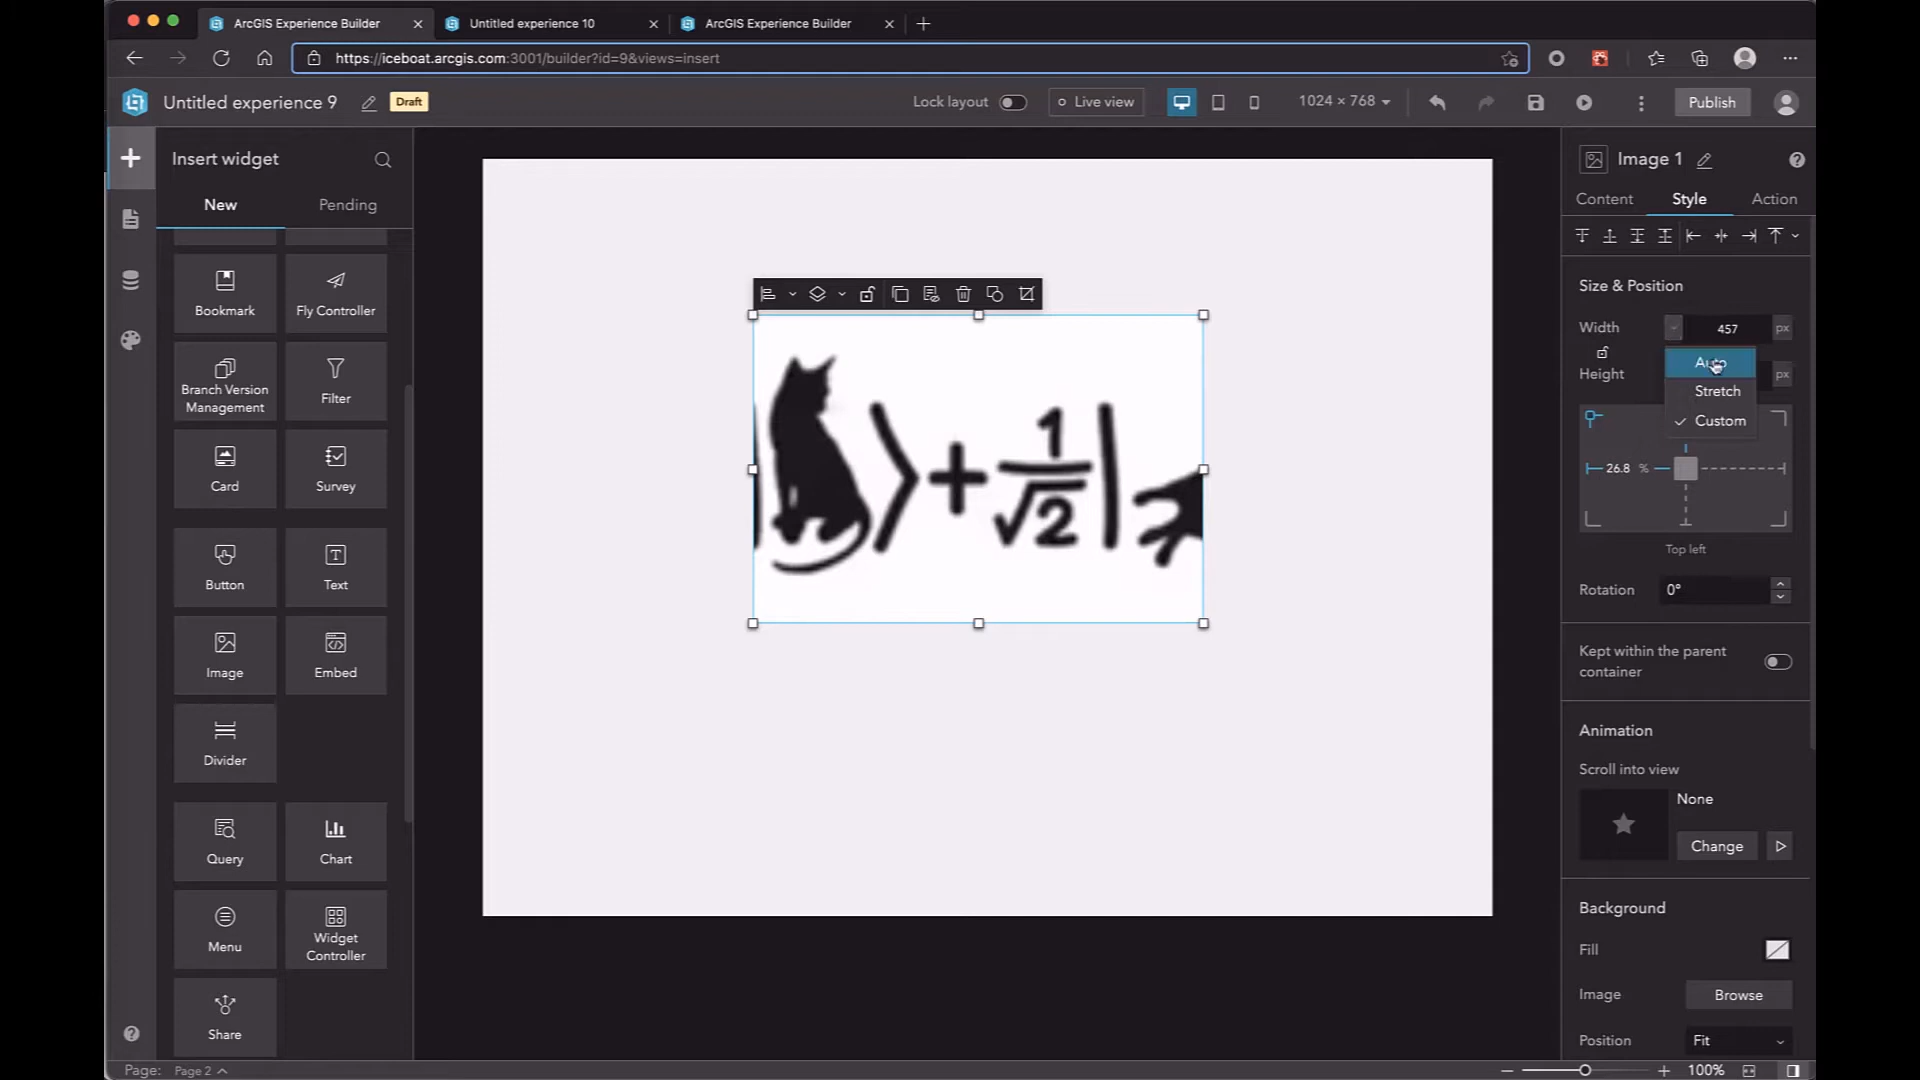 ArcGIS Experience Builder
Untitled experience 10
ArcGIS Experience Builder
https://iceboat.arcgis.com:3001/builder?id=9&views=insert
Untitled experience 9
Draft
Lock layout
Live view
1024 × 768
Publish
Insert widget
New
Pending
Bookmark
Fly Controller
Branch Version
Management
Filter
Card
Survey
Button
Text
Image
Embed
Divider
Query
Chart
Menu
Widget
Controller
Share
Page:
Page 2
⟩+1/√2|
Image 1
Content
Style
Action
Size & Position
Width
457
px
Auto
Height
px
Stretch
Custom
26.8 %
Top left
Rotation
0°
Kept within the parent
container
Animation
Scroll into view
None
Change
Background
Fill
Image
Browse
Position
Fit
100%